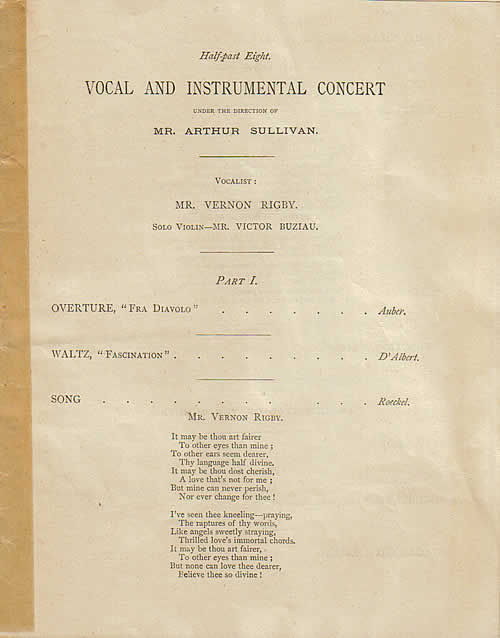 Half-past Eight.
VOCAL AND INSTRUMENTAL CONCERT
UNDER THE DIRECTION OF
MR. ARTHUR SULLIVAN.
VOCALIST:
MR. VERNON RIGBY.
SOLO VIOLIN—MR. VICTOR BUZIAU.
PART I.
OVERTURE, "FRA DIAVOLO" . . . . . . . Auber.
WALTZ, "FASCINATION" . . . . . . . . . D'Albert.
SONG . . . . . . . . . . Roeckel.
MR. VERNON RIGBY.
It may be thou art fairer
To other eyes than mine;
To other ears seem dearer,
Thy language half divine.
It may be thou dost cherish,
A love that's not for me;
But mine can never perish,
Nor ever change for thee!
I've seen thee kneeling—praying,
The raptures of thy words,
Like angels sweetly straying,
Thrilled love's immortal chords.
It may be thou art fairer,
To other eyes than mine;
But none can love thee dearer,
Believe thee so divine!